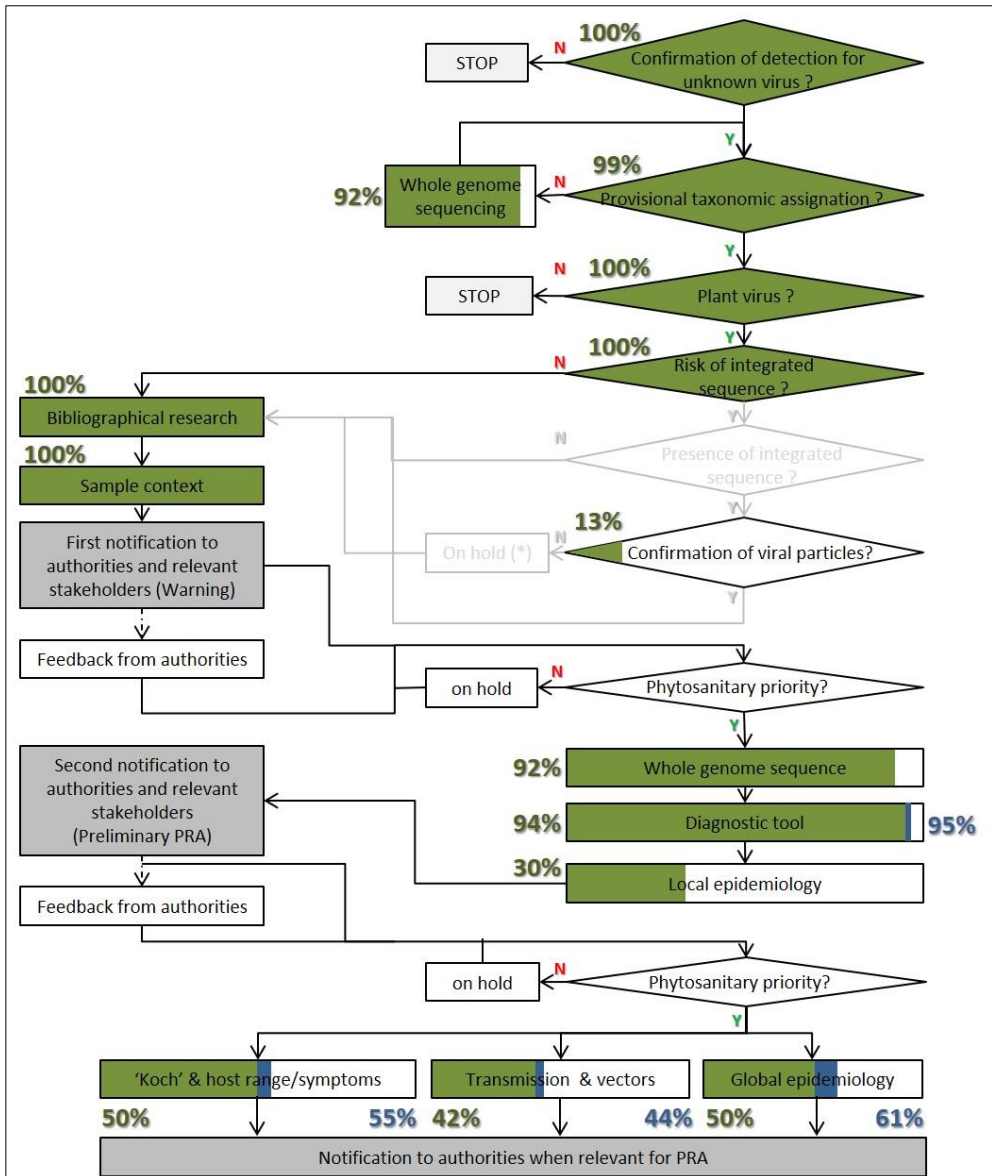 100%
Confirmation of detection for
unknown virus ?
N
STOP
Y
99%
Provisional taxonomic assignation ?
N
92%
Whole genome
sequencing
Y
100%
Plant virus ?
N
STOP
Y
100%
Risk of integrated
sequence ?
N
100%
Bibliographical research
Y
Presence of integrated
sequence ?
N
100%
Sample context
Y
13%
Confirmation of viral particles?
N
On hold (*)
Y
First notification to
authorities and relevant
stakeholders (Warning)
Feedback from authorities
Phytosanitary priority?
N
on hold
Y
92%
Whole genome sequence
94%
Diagnostic tool
95%
30%
Local epidemiology
Second notification to
authorities and relevant
stakeholders
(Preliminary PRA)
Feedback from authorities
Phytosanitary priority?
N
on hold
Y
‘Koch’ & host range/symptoms
Transmission & vectors
Global epidemiology
50%
55%
42%
44%
50%
61%
Notification to authorities when relevant for PRA